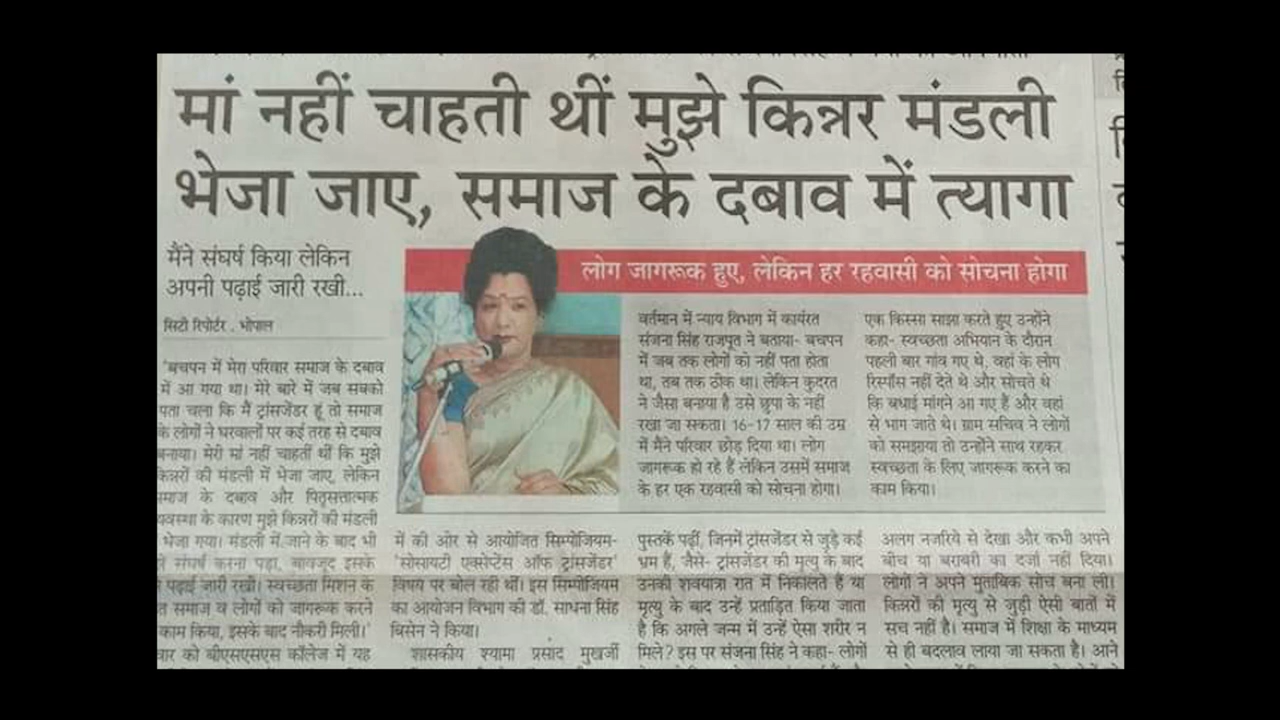 मां नहीं चाहती थीं मुझे किन्नर मंडली
भेजा जाए, समाज के दबाव में त्यागा
मैंने संघर्ष किया लेकिन
अपनी पढ़ाई जारी रखी...
सिटी रिपोर्टर . भोपाल
'बचपन में मेरा परिवार समाज के दबाव
में आ गया था। मेरे बारे में जब सबको
पता चला कि मैं ट्रांसजेंडर हूं तो समाज
के लोगों ने घरवालों पर कई तरह से दबाव
बनाया। मेरी मां नहीं चाहतीं थीं कि मुझे
किन्नरों की मंडली में भेजा जाए, लेकिन
समाज के दबाव और पितृसत्तात्मक
व्यवस्था के कारण मुझे किन्नरों की मंडली
भेजा गया। मंडली में जाने के बाद भी
संघर्ष करना पड़ा, बावजूद इसके
पढ़ाई जारी रखी। स्वच्छता मिशन के
त समाज व लोगों को जागरूक करने
काम किया, इसके बाद नौकरी मिली।'
वार को बीएसएसएस कॉलेज में यह
लोग जागरूक हुए, लेकिन हर रहवासी को सोचना होगा
वर्तमान में न्याय विभाग में कार्यरत
संजना सिंह राजपूत ने बताया- बचपन
में जब तक लोगों को नहीं पता होता
था, तब तक ठीक था। लेकिन कुदरत
ने जैसा बनाया है उसे छुपा के नहीं
रखा जा सकता। 16-17 साल की उम्र
में मैंने परिवार छोड़ दिया था। लोग
जागरूक हो रहे हैं लेकिन उसमें समाज
के हर एक रहवासी को सोचना होगा।
एक किस्सा साझा करते हुए उन्होंने
कहा- स्वच्छता अभियान के दौरान
पहली बार गांव गए थे, वहां के लोग
रिस्पॉंस नहीं देते थे और सोचते थे
कि बधाई मांगने आ गए हैं और वहां
से भाग जाते थे। ग्राम सचिव ने लोगों
को समझाया तो उन्होंने साथ रहकर
स्वच्छता के लिए जागरूक करने का
काम किया।
में की ओर से आयोजित सिम्पोजियम-
'सोसायटी एक्सेप्टेंस ऑफ ट्रांसजेंडर'
विषय पर बोल रही थीं। इस सिम्पोजियम
का आयोजन विभाग की डॉ. साधना सिंह
बिसेन ने किया।
शासकीय श्यामा प्रसाद मुखर्जी
पुस्तकें पढ़ीं, जिनमें ट्रांसजेंडर से जुड़े कई
भ्रम हैं, जैसे- ट्रांसजेंडर की मृत्यु के बाद
उनकी शवयात्रा रात में निकालते हैं या
मृत्यु के बाद उन्हें प्रताड़ित किया जाता
है कि अगले जन्म में उन्हें ऐसा शरीर न
मिले? इस पर संजना सिंह ने कहा- लोगों
अलग नजरिये से देखा और कभी अपने
बीच या बराबरी का दर्जा नहीं दिया।
लोगों ने अपने मुताबिक सोच बना ली।
किन्नरों की मृत्यु से जुड़ी ऐसी बातों में
सच नहीं है। समाज में शिक्षा के माध्यम
से ही बदलाव लाया जा सकता है। आने